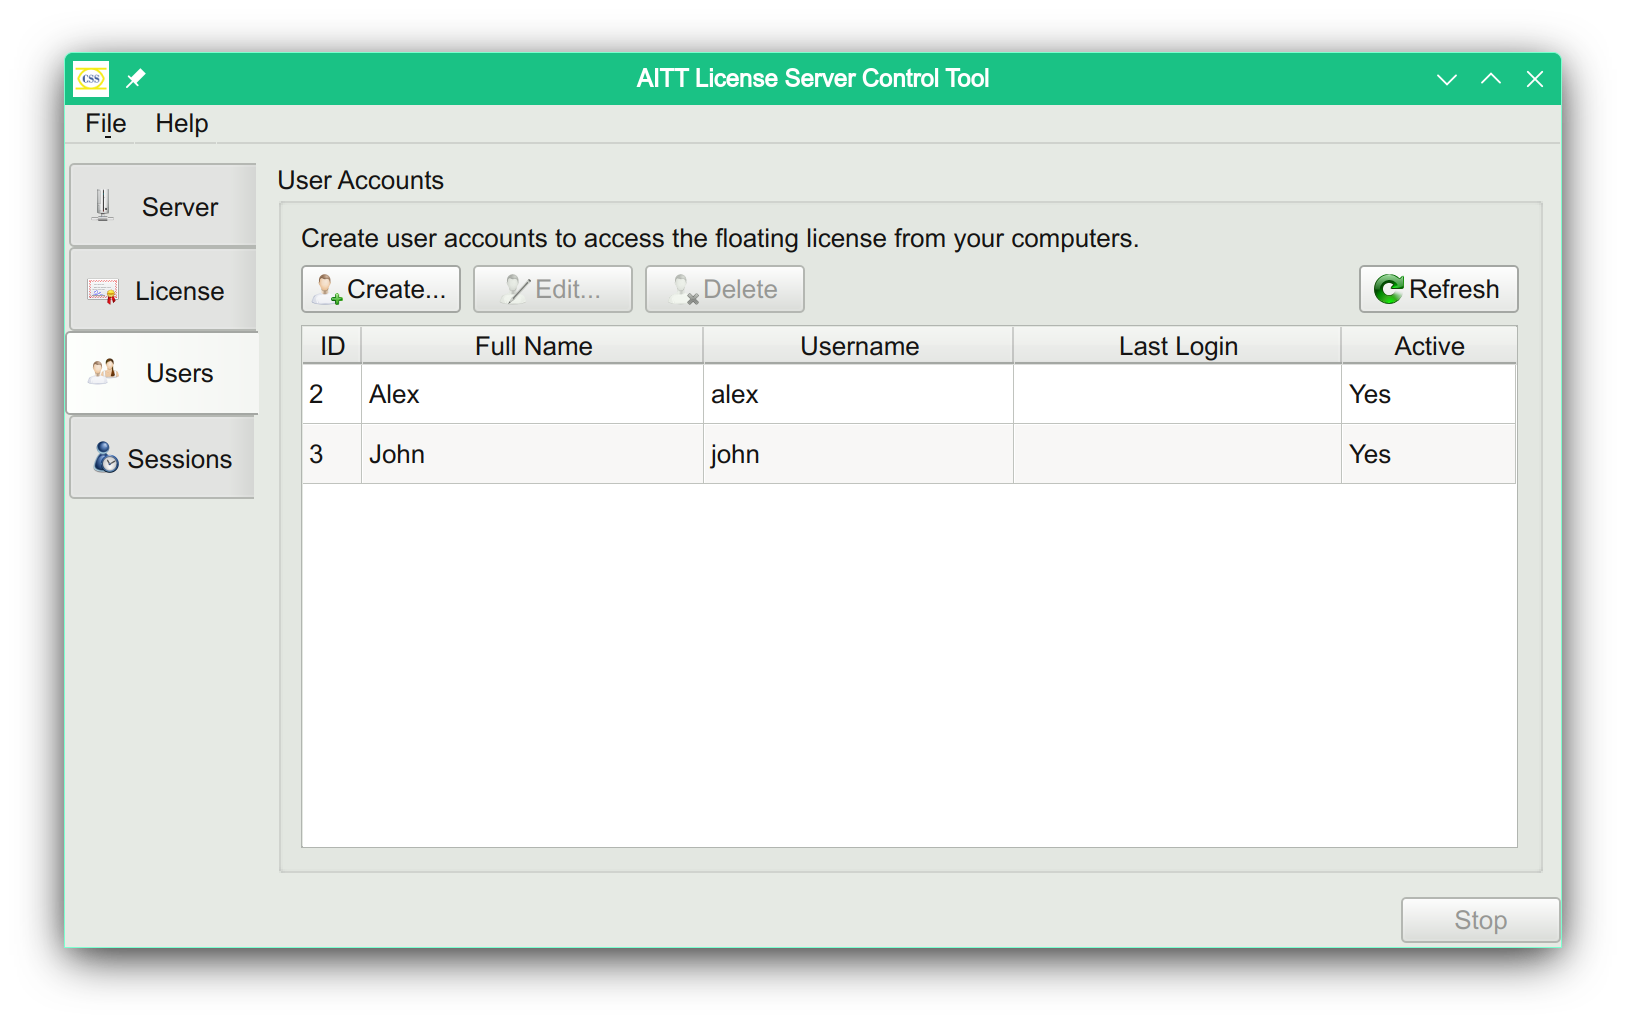 CSS
AITT License Server Control Tool
File Help
Server
License
Users
Sessions
User Accounts
Create user accounts to access the floating license from your computers.
Create... Edit... Delete Refresh
ID Full Name Username Last Login Active
2 Alex alex Yes
3 John john Yes
Stop